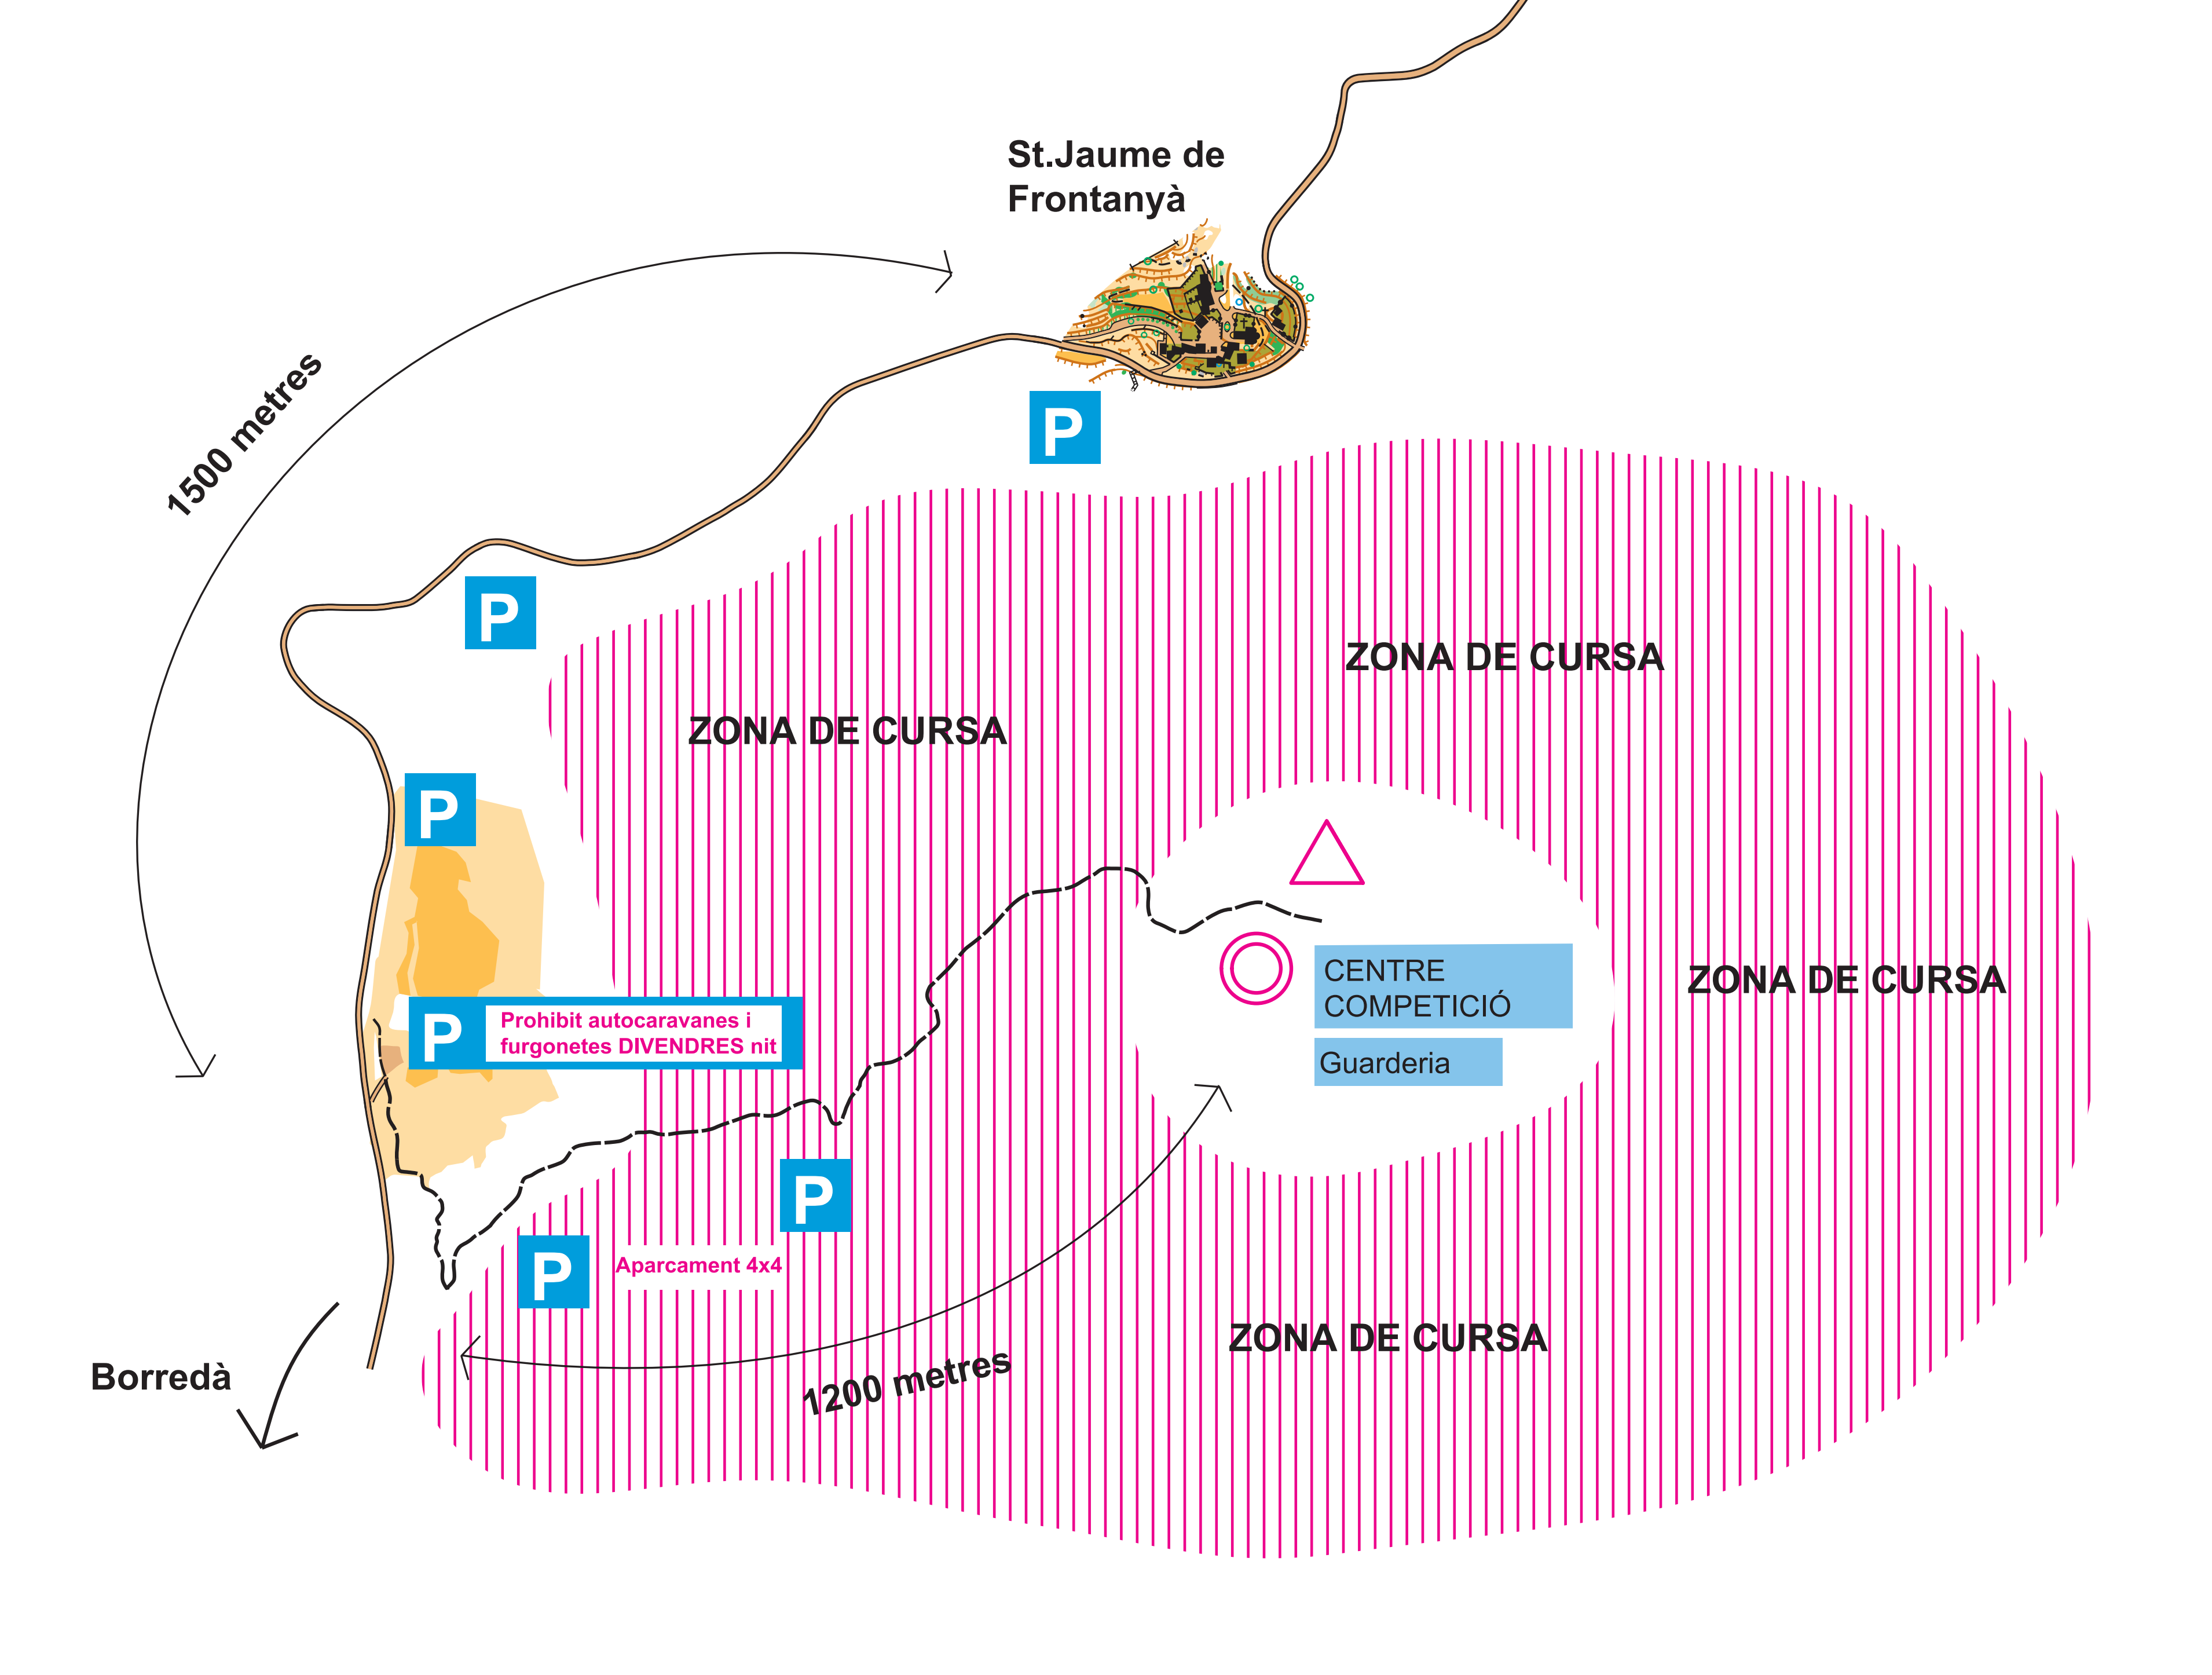 St.Jaume de
Frontanyà
1500 metres
P
P
ZONA DE CURSA
ZONA DE CURSA
P
CENTRE
COMPETICIÓ
ZONA DE CURSA
P
Prohibit autocaravanes i
furgonetes DIVENDRES nit
Guarderia
P
P
Aparcament 4x4
ZONA DE CURSA
Borredà
1200 metres